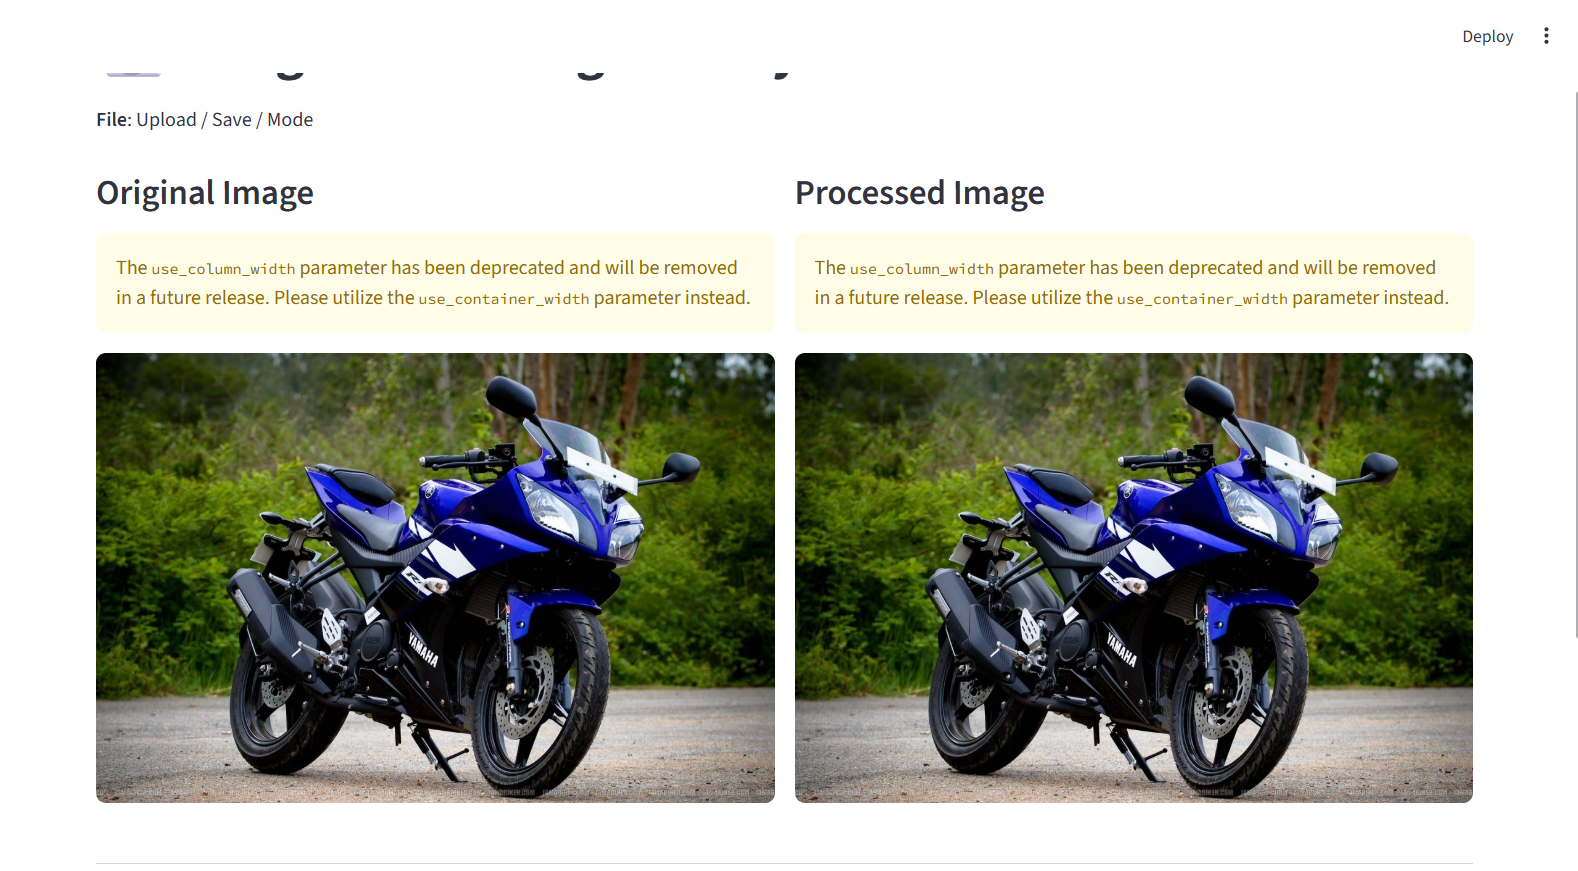 Deploy
File: Upload / Save / Mode
Original Image
Processed Image
The use_column_width parameter has been deprecated and will be removed
in a future release. Please utilize the use_container_width parameter instead.
The use_column_width parameter has been deprecated and will be removed
in a future release. Please utilize the use_container_width parameter instead.
YAMAHA
YAMAHA